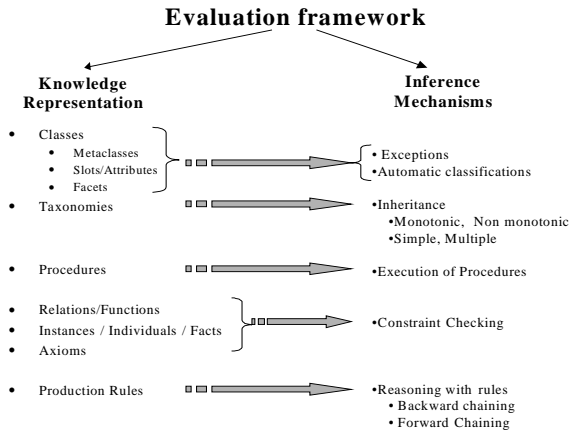 Evaluation framework
Knowledge
Representation
• Classes
• Metaclasses
• Slots/Attributes
• Facets
• Taxonomies
• Procedures
• Relations/Functions
• Instances / Individuals / Facts
• Axioms
• Production Rules
Inference
Mechanisms
• Exceptions
•Automatic classifications
•Inheritance
•Monotonic, Non monotonic
•Simple, Multiple
•Execution of Procedures
•Constraint Checking
•Reasoning with rules
• Backward chaining
• Forward Chaining